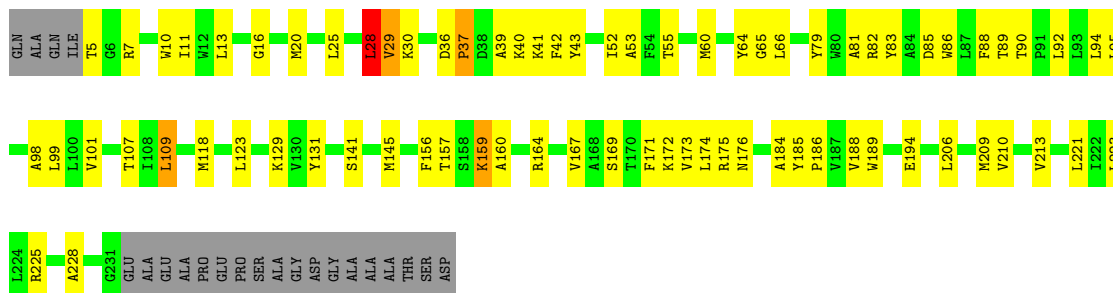 GLN ALA GLN ILE T5 G6 R7 W10 I11 W12 L13 G16 M20 L25 L28 V29 K30 D36 P37 D38 A39 K40 K41 F42 Y43 I52 A53 F54 T55 M60 Y64 G65 L66 Y79 W80 A81 R82 Y83 A84 D85 W86 L87 F88 T89 T90 P91 L92 L93 L94
A98 L99 L100 V101 T107 I108 L109 M118 L123 K129 V130 Y131 S141 M145 F156 T157 S158 K159 A160 R164 V167 A168 S169 T170 F171 K172 V173 L174 R175 N176 A184 Y185 P186 V187 V188 W189 E194 L206 M209 V210 V213 L221 I222
L224 R225 A228 G231 GLU ALA GLU ALA PRO GLU PRO SER ALA GLY ASP GLY ALA ALA ALA THR SER ASP